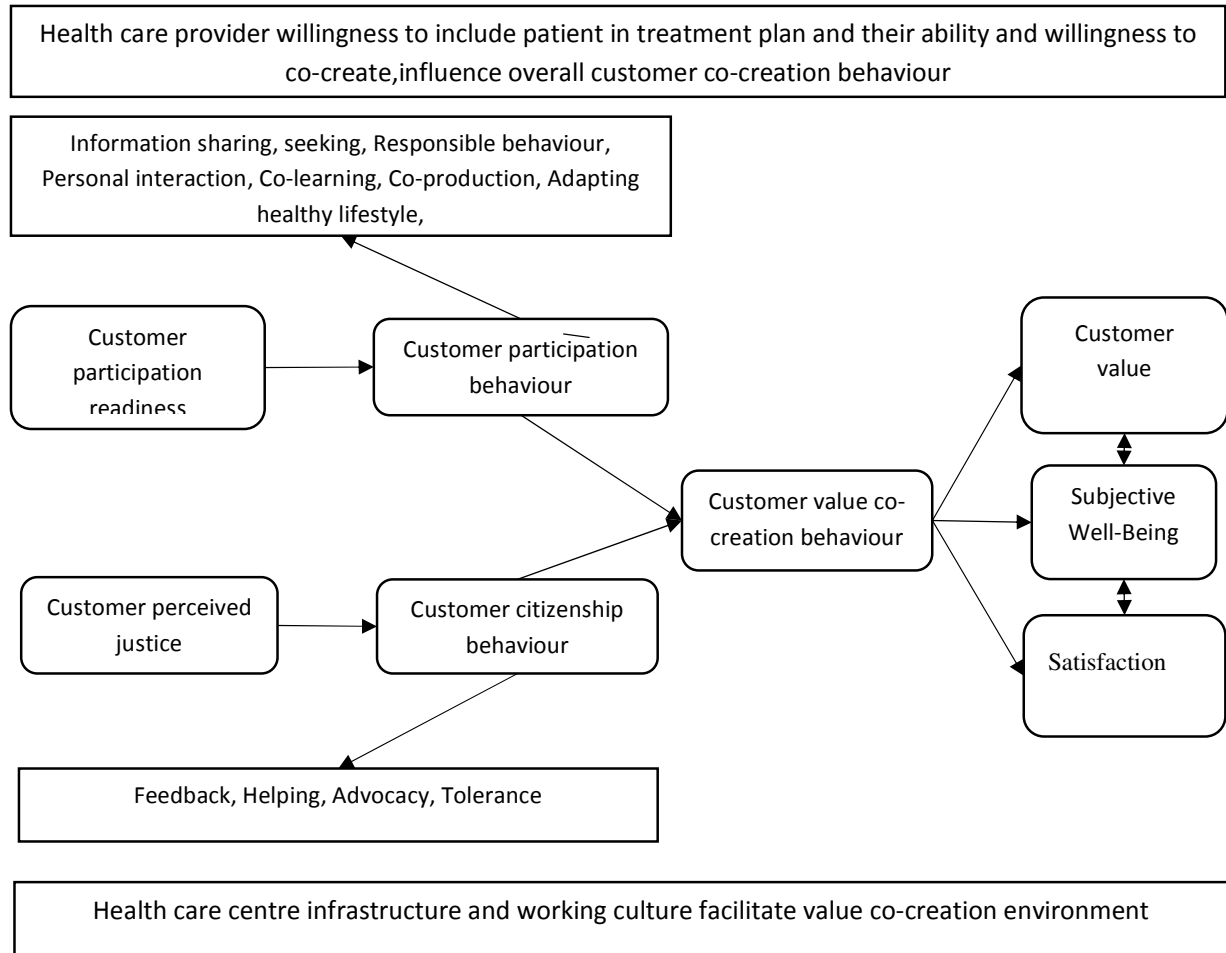 Health care provider willingness to include patient in treatment plan and their ability and willingness to
co-create,influence overall customer co-creation behaviour
Information sharing, seeking, Responsible behaviour,
Personal interaction, Co-learning, Co-production, Adapting
healthy lifestyle,
Customer
participation
readiness
Customer participation
behaviour
Customer
value
Customer value co-
creation behaviour
Subjective
Well-Being
Customer perceived
justice
Customer citizenship
behaviour
Satisfaction
Feedback, Helping, Advocacy, Tolerance
Health care centre infrastructure and working culture facilitate value co-creation environment